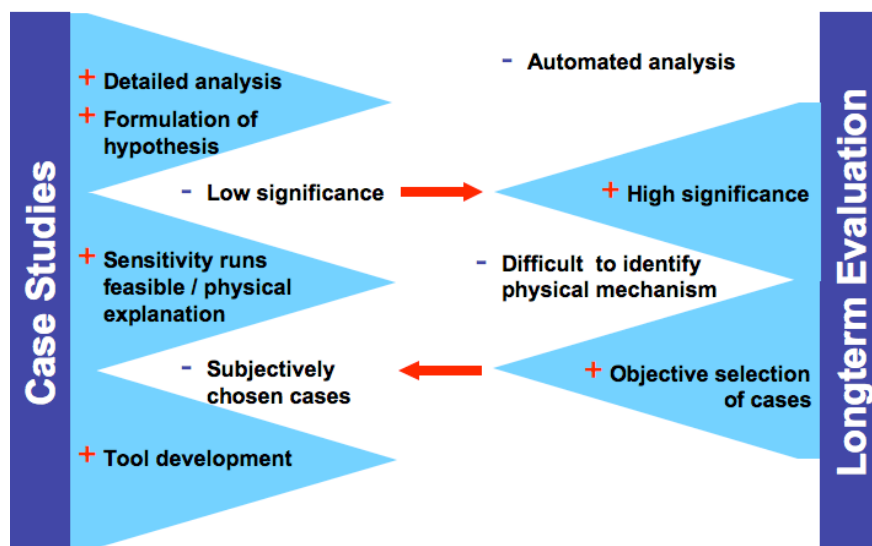 Case Studies
+ Detailed analysis
+ Formulation of
hypothesis
- Low significance
+ Sensitivity runs
feasible / physical
explanation
- Subjectively
chosen cases
+ Tool development
- Automated analysis
+ High significance
- Difficult to identify
physical mechanism
+ Objective selection
of cases
Longterm Evaluation